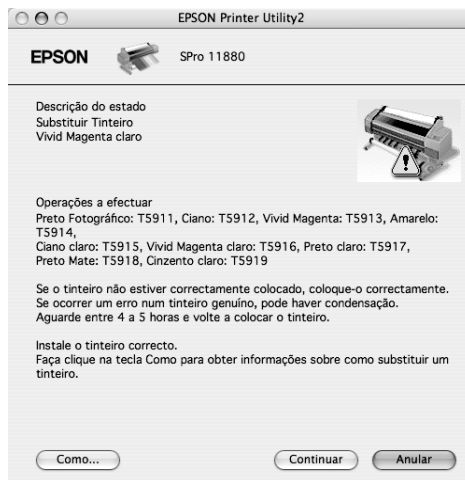 EPSON Printer Utility2
EPSON
SPro 11880
Descrição do estado
Substituir Tinteiro
Vivid Magenta claro
Operações a efectuar
Preto Fotográfico: T5911, Ciano: T5912, Vivid Magenta: T5913, Amarelo:
T5914,
Ciano claro: T5915, Vivid Magenta claro: T5916, Preto claro: T5917,
Preto Mate: T5918, Cinzento claro: T5919
Se o tinteiro não estiver correctamente colocado, coloque-o correctamente.
Se ocorrer um erro num tinteiro genuíno, pode haver condensação.
Aguarde entre 4 a 5 horas e volte a colocar o tinteiro.
Instale o tinteiro correcto.
Faça clique na tecla Como para obter informações sobre como substituir um
tinteiro.
Como...
Continuar
Anular